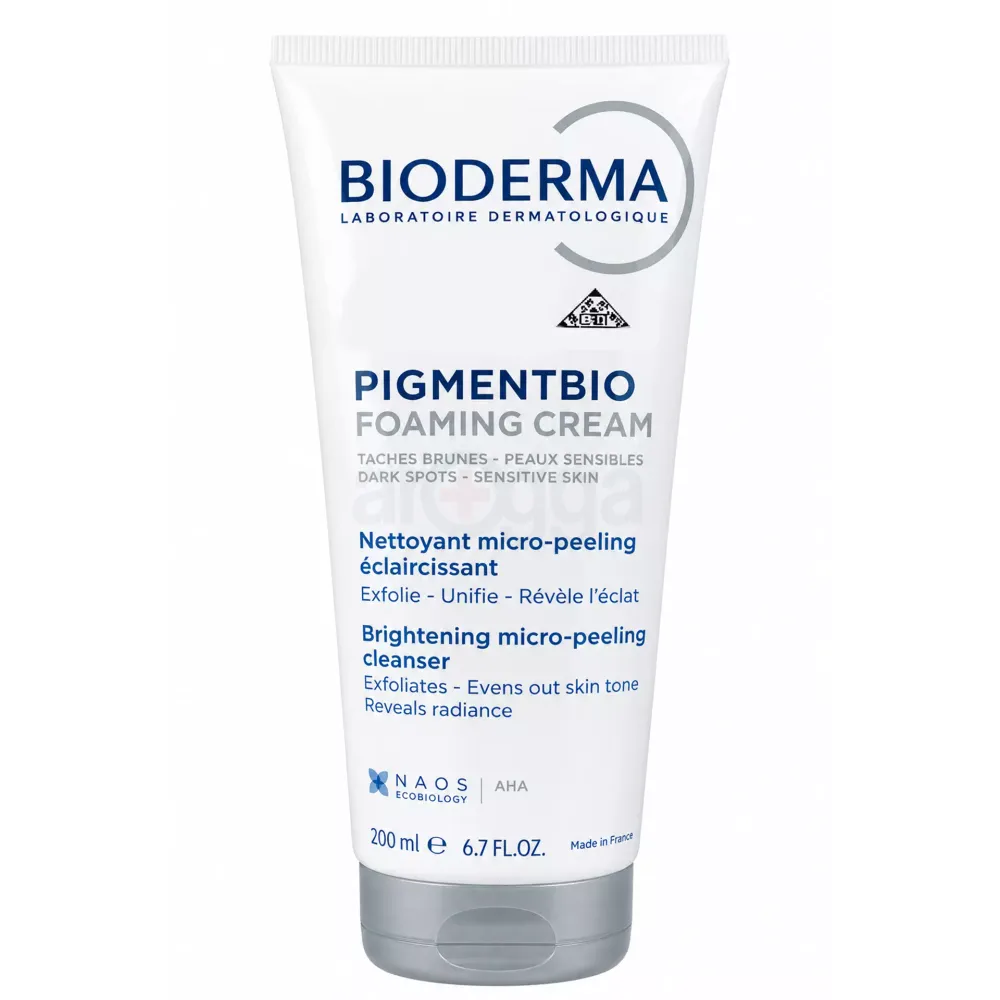 BIODERMA
LABORATOIRE DERMATOLOGIQUE
PIGMENTBIO
FOAMING CREAM
TACHES BRUNES - PEAUX SENSIBLES
DARK SPOTS - SENSITIVE SKIN
arogga
Nettoyant micro-peeling
éclaircissant
Exfolie - Unifie - Révèle l'éclat
Brightening micro-peeling
cleanser
Exfoliates - Evens out skin tone
Reveals radiance
NAOS
ECOBIOLOGY
AHA
200 ml e 6.7 FL.OZ.
Made in France